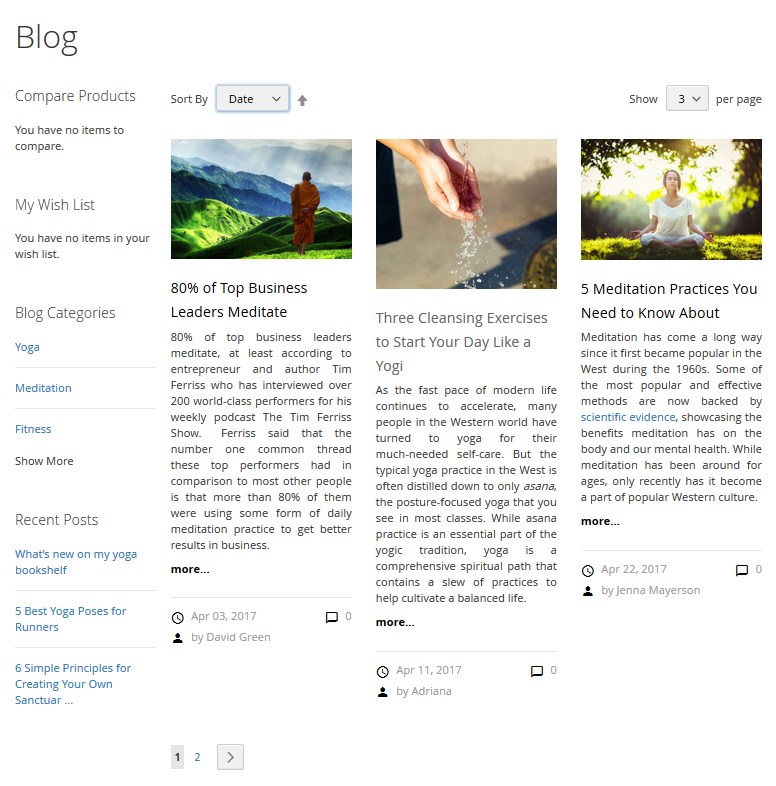 Blog
Compare Products
You have no items to
compare.
My Wish List
You have no items in your
wish list.
Blog Categories
Yoga
Meditation
Fitness
Show More
Recent Posts
What's new on my yoga
bookshelf
5 Best Yoga Poses for
Runners
6 Simple Principles for
Creating Your Own
Sanctuar ...
Sort By Date
Show 3 per page
80% of Top Business
Leaders Meditate
80% of top business leaders
meditate, at least according to
entrepreneur and author Tim
Ferriss who has interviewed over
200 world-class performers for his
weekly podcast The Tim Ferriss
Show. Ferriss said that the
number one common thread
these top performers had in
comparison to most other people
is that more than 80% of them
were using some form of daily
meditation practice to get better
results in business.
more...
Apr 03, 2017 0
by David Green
Three Cleansing Exercises
to Start Your Day Like a
Yogi
As the fast pace of modern life
continues to accelerate, many
people in the Western world have
turned to yoga for their
much-needed self-care. But the
typical yoga practice in the West is
often distilled down to only asana,
the posture-focused yoga that you
see in most classes. While asana
practice is an essential part of the
yogic tradition, yoga is a
comprehensive spiritual path that
contains a slew of practices to
help cultivate a balanced life.
more...
Apr 11, 2017 0
by Adriana
5 Meditation Practices You
Need to Know About
Meditation has come a long way
since it first became popular in the
West during the 1960s. Some of
the most popular and effective
methods are now backed by
scientific evidence, showcasing the
benefits meditation has on the
body and our mental health. While
meditation has been around for
ages, only recently has it become
a part of popular Western culture.
more...
Apr 22, 2017 0
by Jenna Mayerson
1 2